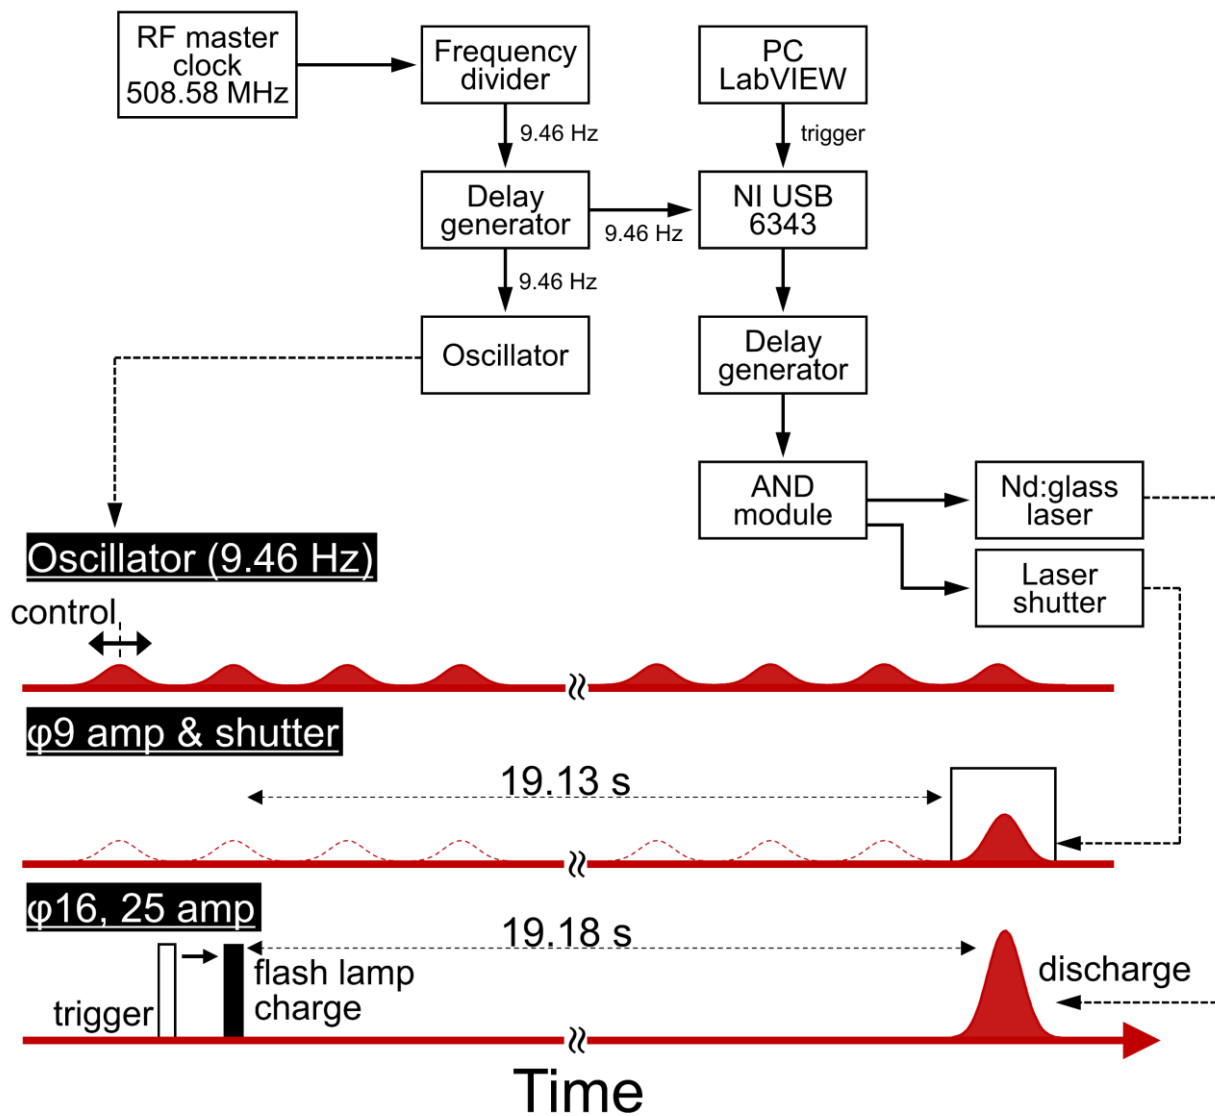 RF master
clock
508.58 MHz
Frequency
divider
PC
LabVIEW
9.46 Hz
trigger
Delay
generator
9.46 Hz
NI USB
6343
9.46 Hz
Oscillator
Delay
generator
AND
module
Nd:glass
laser
Laser
shutter
Oscillator (9.46 Hz)
control
φ9 amp & shutter
19.13 s
φ16, 25 amp
19.18 s
flash lamp
charge
trigger
discharge
Time